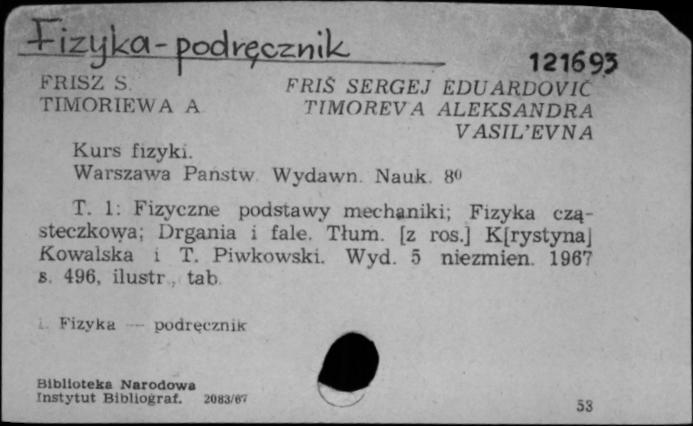 Fizyka-podręcznik
121693
FRISZ S. FRIŠ SERGEJ EDUARDOVIČ
TIMORIEWA A TIMOREVA ALEKSANDRA
VASIL'EVNA
Kurs fizyki.
Warszawa Państw. Wydawn. Nauk. 8⁰
T. 1: Fizyczne podstawy mechaniki; Fizyka czą-
steczkowa; Drgania i fale. Tłum. [z ros.] K[rystyna]
Kowalska i T. Piwkowski. Wyd. 5 niezmien. 1967
s. 496, ilustr., tab.
1. Fizyka — podręcznik
Biblioteka Narodowa
Instytut Bibliograf. 2083/67
53